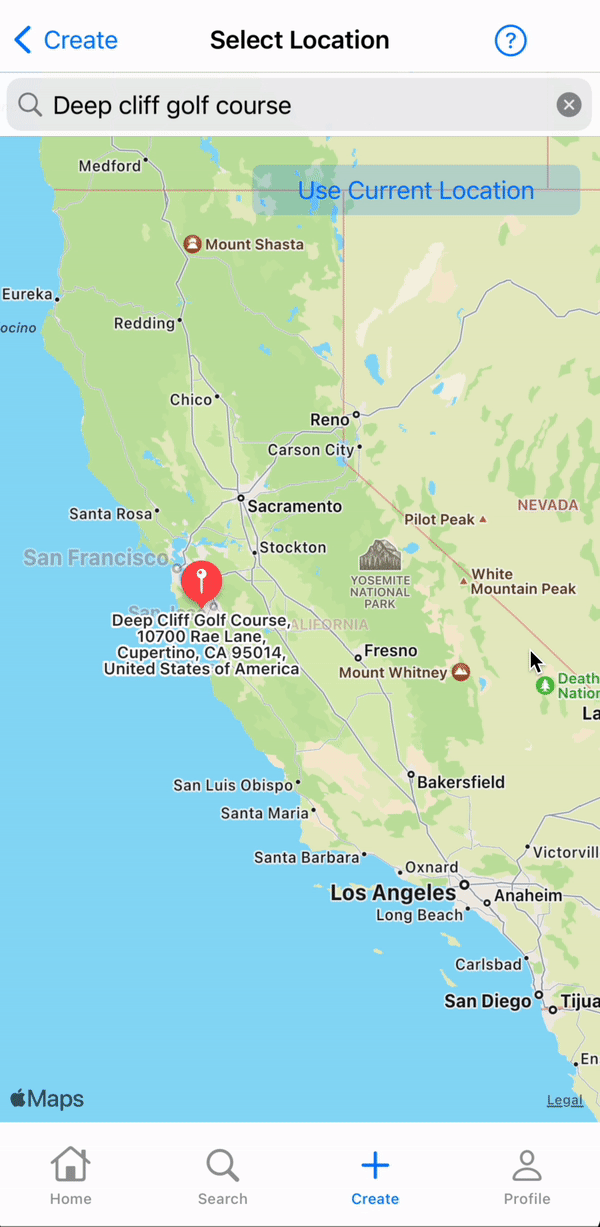 Create
Select Location
?
Deep cliff golf course
Medford
Use Current Location
Mount Shasta
Eureka
ocino
Redding
Chico
Reno
Carson City
Santa Rosa
Sacramento
Pilot Peak
NEVADA
San Francisco
Stockton
YOSEMITE
NATIONAL
PARK
White
Mountain Peak
San Jose
Deep Cliff Golf Course,
10700 Rae Lane,
Cupertino, CA 95014,
United States of America
CALIFORNIA
Fresno
Mount Whitney
Death
Nation
La
San Luis Obispo
Bakersfield
Santa Maria
Santa Barbara
Oxnard
Victorvill
Los Angeles
Anaheim
Long Beach
Carlsbad
San Diego
Tijua
En
Maps
Legal
Home
Search
Create
Profile